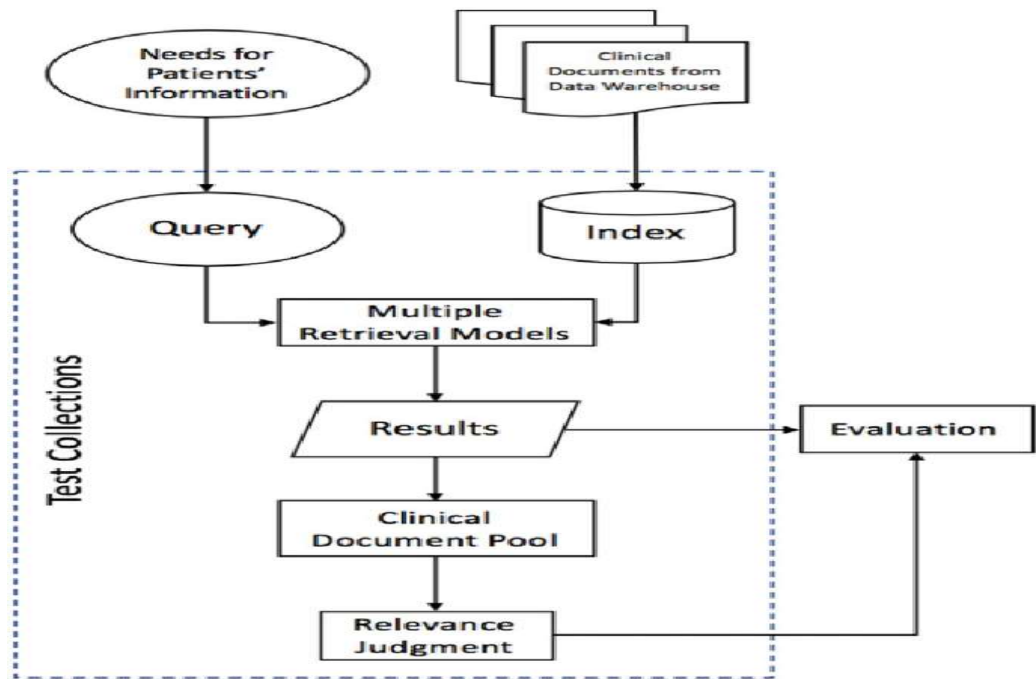 Needs for
Patients'
Information
Clinical
Documents from
Data Warehouse
Query
Index
Multiple
Retrieval Models
Results
Evaluation
Clinical
Document Pool
Relevance
Judgment
Test Collections